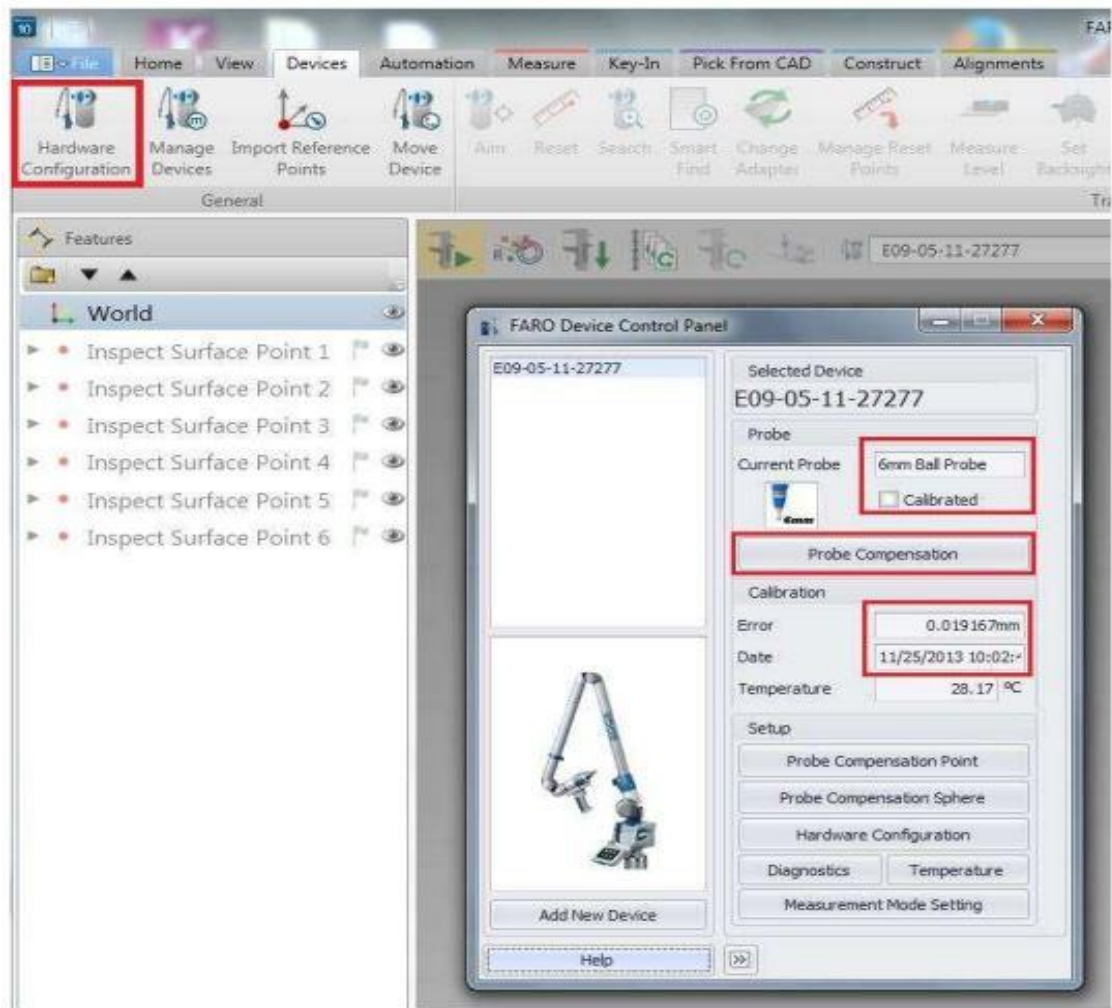 10
FAR
File Home View Devices Automation Measure Key-In Pick From CAD Construct Alignments
Hardware Configuration
Manage Devices
Import Reference Points
Move Device
Aim
Reset
Search
Smart Find
Change Adapter
Manage Reset Points
Measure Level
Set Backsight
General
Tra
Features
E09-05-11-27277
World
Inspect Surface Point 1
Inspect Surface Point 2
Inspect Surface Point 3
Inspect Surface Point 4
Inspect Surface Point 5
Inspect Surface Point 6
FARO Device Control Panel
E09-05-11-27277
Selected Device
E09-05-11-27277
Probe
Current Probe 6mm Ball Probe
6mm
Calibrated
Probe Compensation
Calibration
Error 0.019167mm
Date 11/25/2013 10:02:
Temperature 28.17 ºC
Setup
Probe Compensation Point
Probe Compensation Sphere
Hardware Configuration
Diagnostics Temperature
Measurement Mode Setting
Add New Device
Help